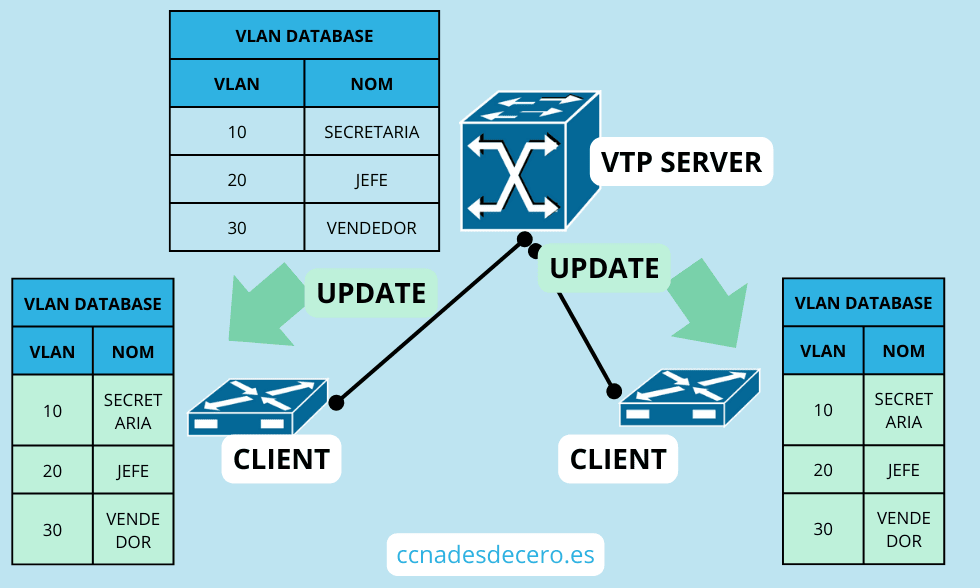 VLAN DATABASE
VLAN NOM
10 SECRETARIA
20 JEFE
30 VENDEDOR
VTP SERVER
UPDATE
UPDATE
VLAN DATABASE
VLAN NOM
10 SECRET
ARIA
20 JEFE
30 VENDE
DOR
CLIENT
CLIENT
VLAN DATABASE
VLAN NOM
10 SECRET
ARIA
20 JEFE
30 VENDE
DOR
ccnadesdecero.es